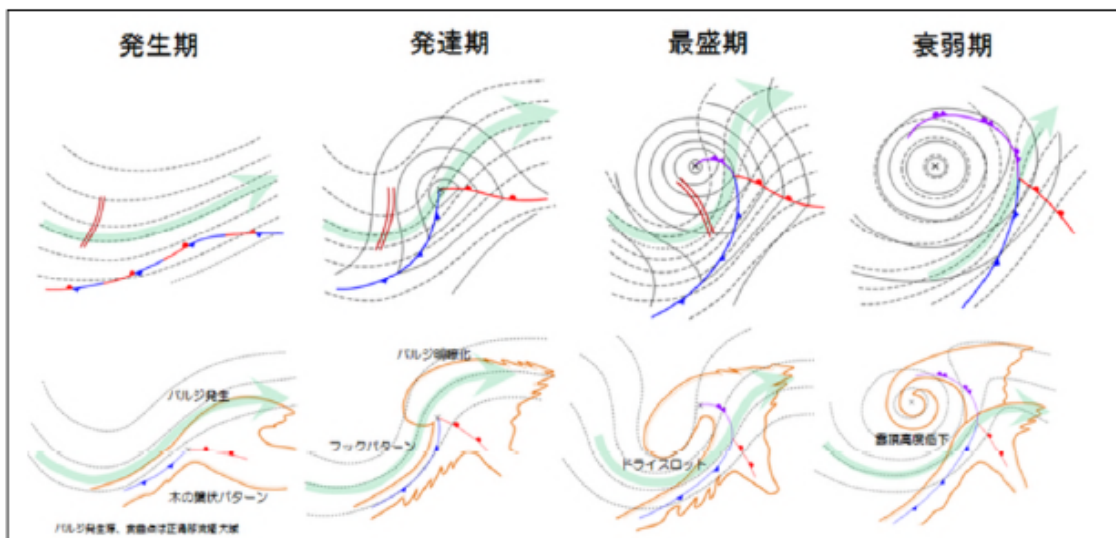 発生期
発達期
最盛期
衰弱期
バルジ発生
木の葉状パターン
バルジ明瞭化
フックパターン
ドライスロット
雲頂高度低下